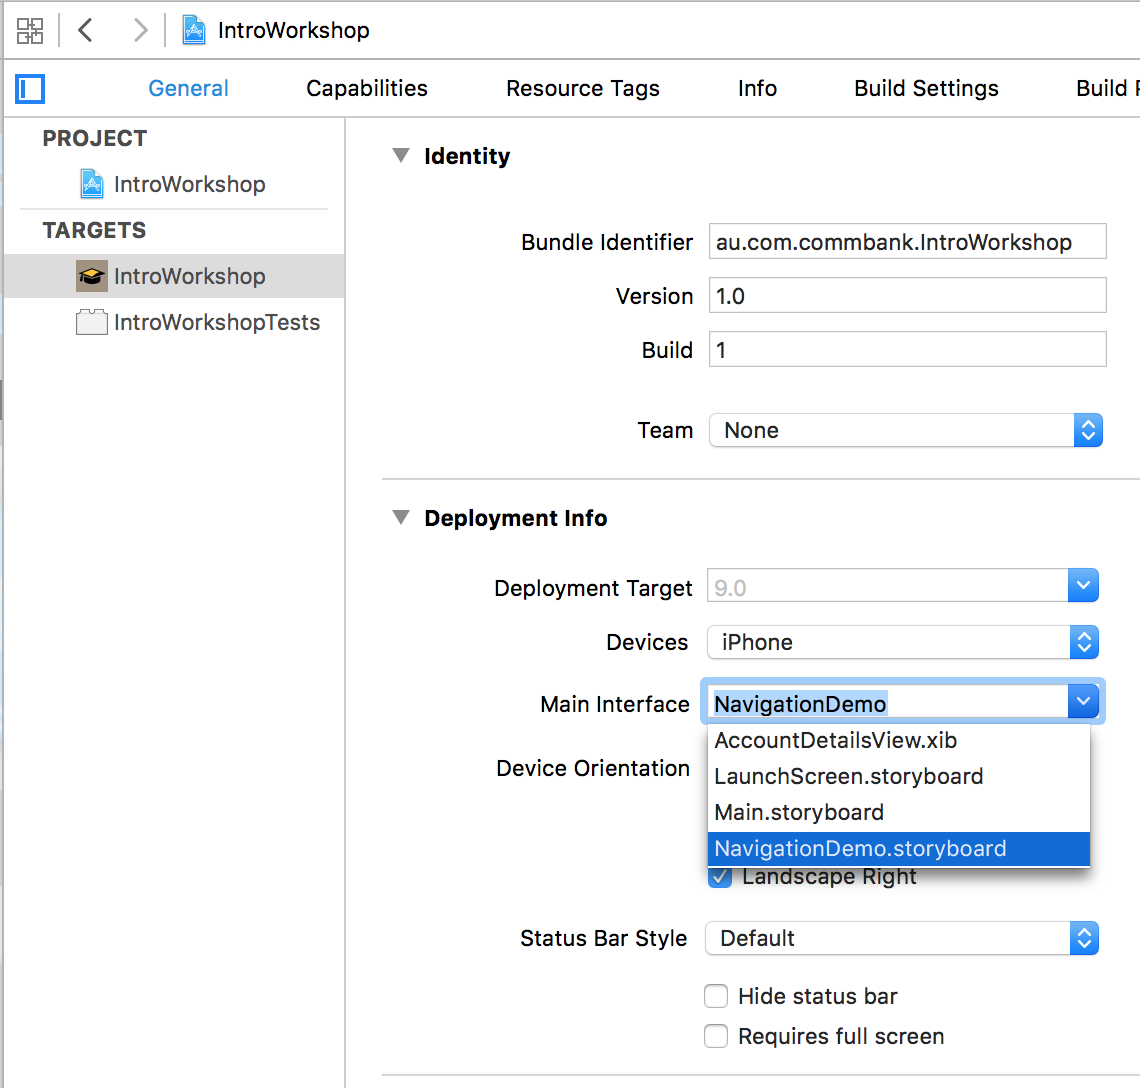 IntroWorkshop
General Capabilities Resource Tags Info Build Settings Build
PROJECT
IntroWorkshop
TARGETS
IntroWorkshop
IntroWorkshopTests
Identity
Bundle Identifier au.com.commbank.IntroWorkshop
Version 1.0
Build 1
Team None
Deployment Info
Deployment Target 9.0
Devices iPhone
Main Interface NavigationDemo
AccountDetailsView.xib
LaunchScreen.storyboard
Main.storyboard
NavigationDemo.storyboard
Device Orientation
Landscape Right
Status Bar Style Default
Hide status bar
Requires full screen